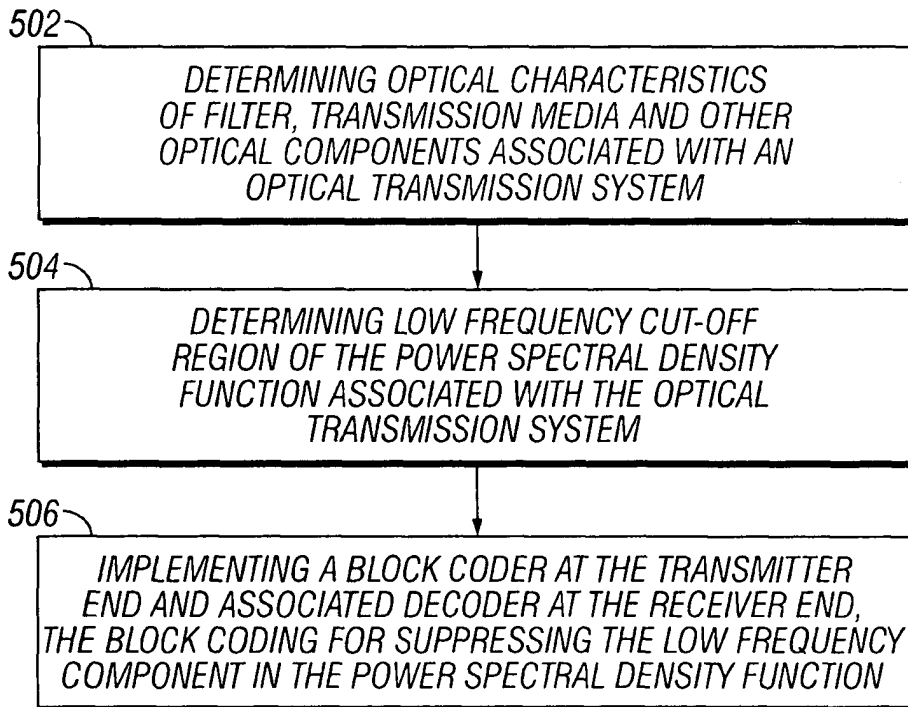 502
DETERMINING OPTICAL CHARACTERISTICS
OF FILTER, TRANSMISSION MEDIA AND OTHER
OPTICAL COMPONENTS ASSOCIATED WITH AN
OPTICAL TRANSMISSION SYSTEM
504
DETERMINING LOW FREQUENCY CUT-OFF
REGION OF THE POWER SPECTRAL DENSITY
FUNCTION ASSOCIATED WITH THE OPTICAL
TRANSMISSION SYSTEM
506
IMPLEMENTING A BLOCK CODER AT THE TRANSMITTER
END AND ASSOCIATED DECODER AT THE RECEIVER END,
THE BLOCK CODING FOR SUPPRESSING THE LOW FREQUENCY
COMPONENT IN THE POWER SPECTRAL DENSITY FUNCTION